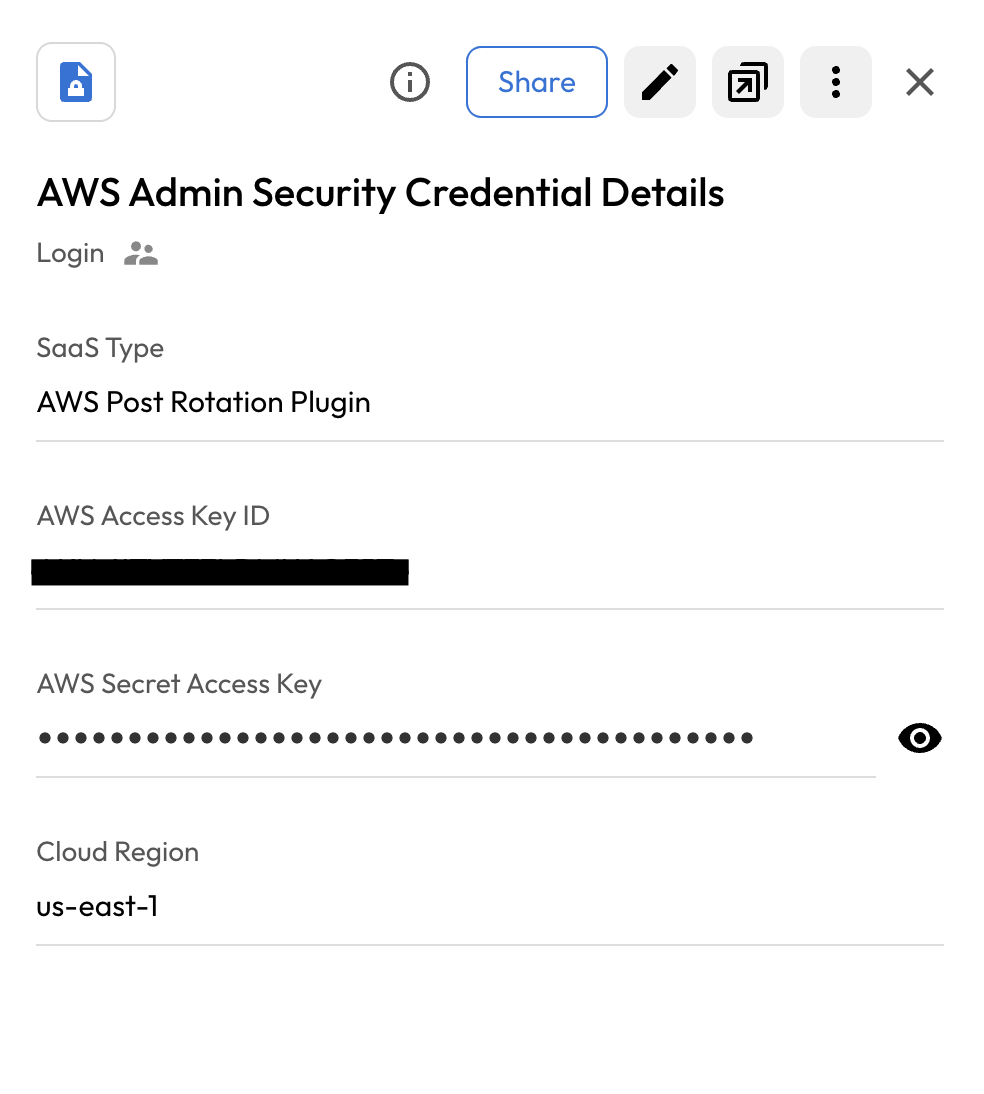 Share
AWS Admin Security Credential Details
Login
SaaS Type
AWS Post Rotation Plugin
AWS Access Key ID
AWS Secret Access Key
••••••••••••••••••••••••••••••••••••••••
Cloud Region
us-east-1